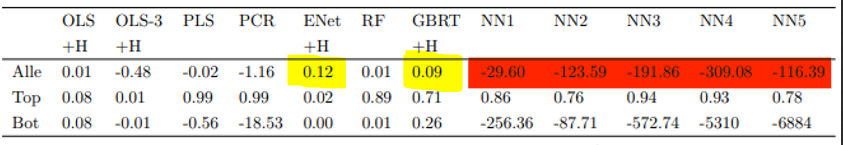 OLS OLS-3 PLS PCR ENet RF GBRT NN1 NN2 NN3 NN4 NN5
+H +H +H +H
Alle 0.01 -0.48 -0.02 -1.16 0.12 0.01 0.09 -29.60 -123.59 -191.86 -309.08 -116.39
Top 0.08 0.01 0.99 0.99 0.02 0.89 0.71 0.86 0.76 0.94 0.93 0.78
Bot 0.08 -0.01 -0.56 -18.53 0.00 0.01 0.26 -256.36 -87.71 -572.74 -5310 -6884